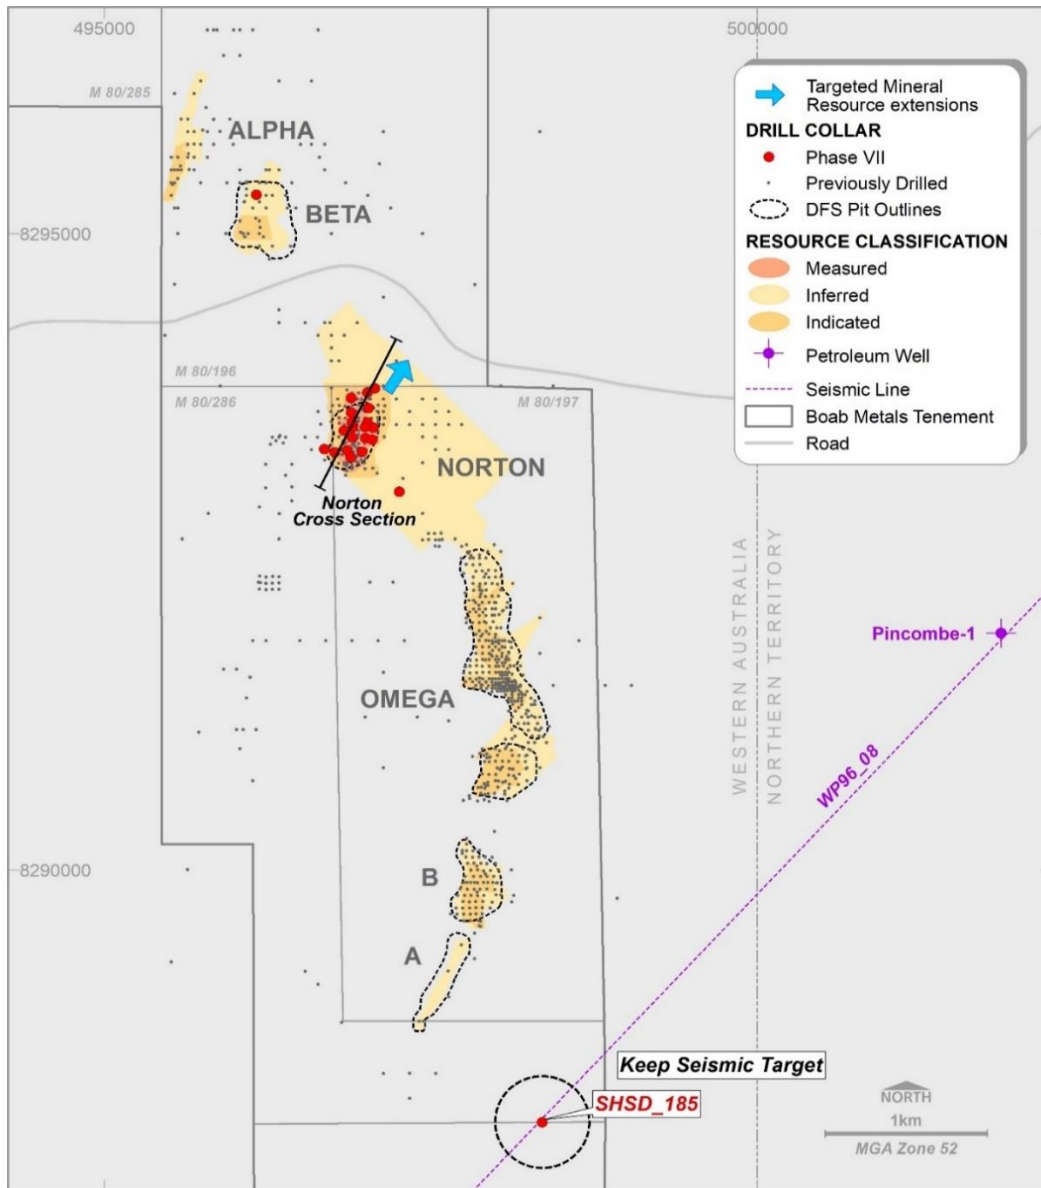 495000
500000
M 80/285
ALPHA
BETA
8295000
Targeted Mineral
Resource extensions
DRILL COLLAR
Phase VII
Previously Drilled
DFS Pit Outlines
RESOURCE CLASSIFICATION
Measured
Inferred
Indicated
Petroleum Well
Seismic Line
Boab Metals Tenement
Road
M 80/196
M 80/286
M 80/197
NORTON
Norton
Cross Section
WESTERN AUSTRALIA
NORTHERN TERRITORY
Pincombe-1
OMEGA
WP96_08
8290000
B
A
Keep Seismic Target
SHSD_185
NORTH
1km
MGA Zone 52